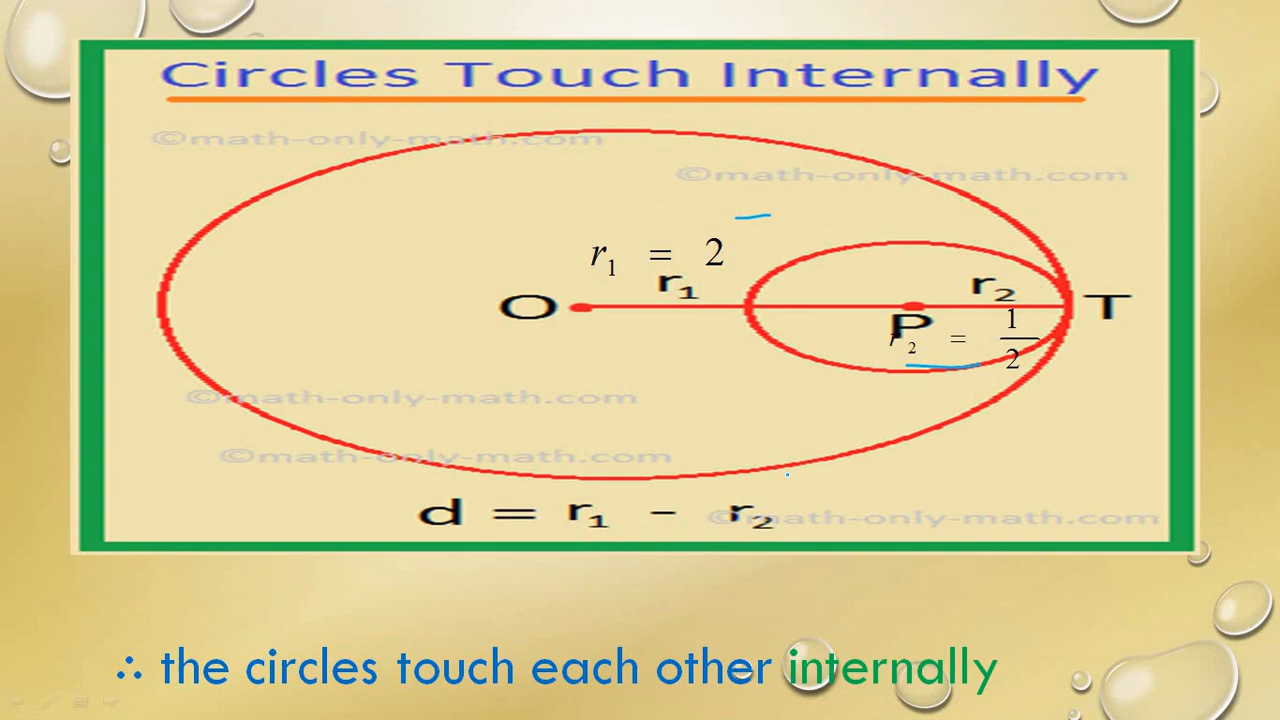 Circles Touch Internally
©math-only-math.com
©math-only-math.com
r₁ = 2
r₁
r₂
O
P
T
r₂ = 1/2
©math-only-math.com
©math-only-math.com
d = r₁ - r₂
©math-only-math.com
∴ the circles touch each other internally